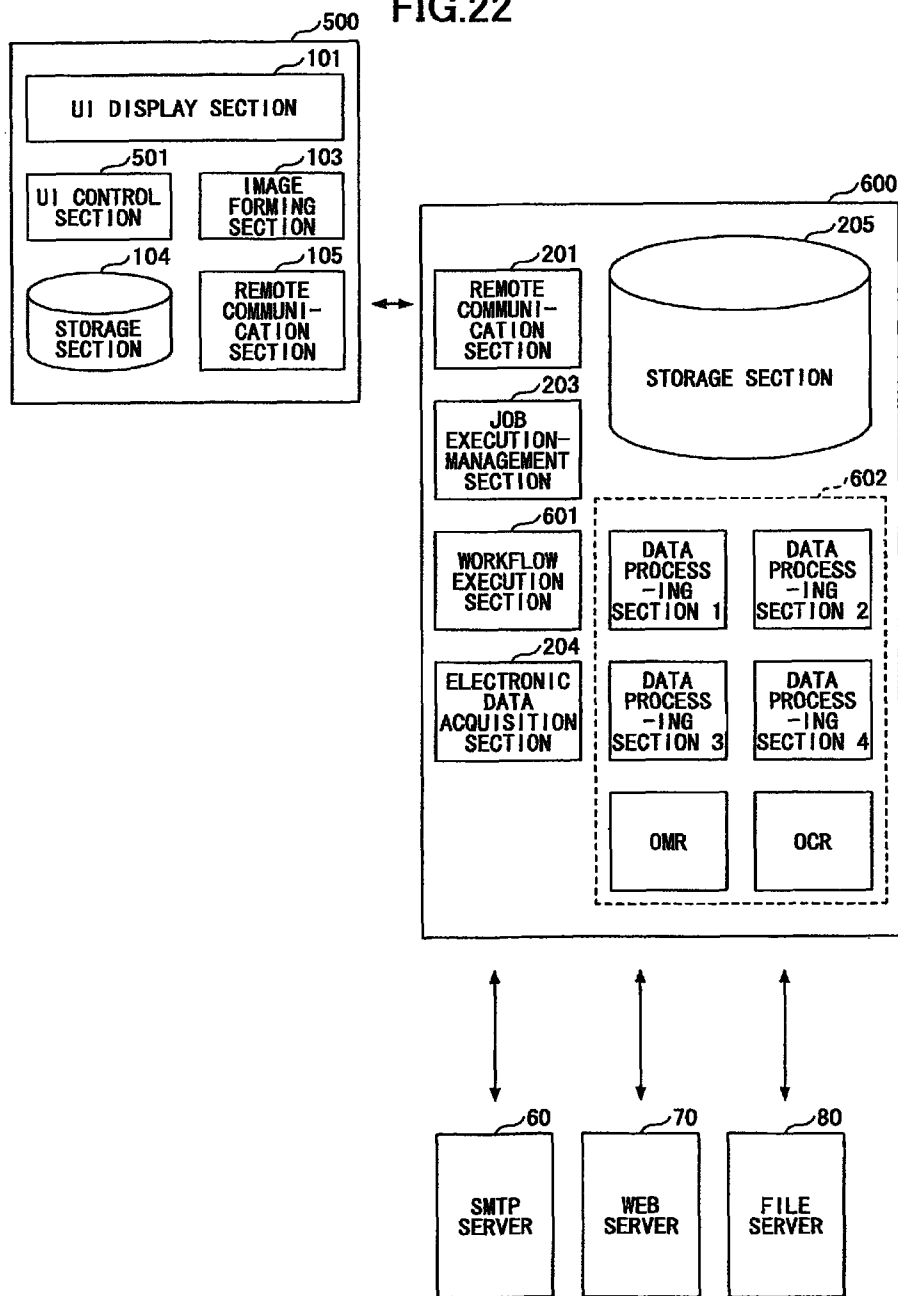 FIG.22
500
101
UI DISPLAY SECTION
501
UI CONTROL
SECTION
103
IMAGE
FORMING
SECTION
104
STORAGE
SECTION
105
REMOTE
COMMUNI-
CATION
SECTION
600
201
REMOTE
COMMUNI-
CATION
SECTION
205
STORAGE SECTION
203
JOB
EXECUTION-
MANAGEMENT
SECTION
601
WORKFLOW
EXECUTION
SECTION
204
ELECTRONIC
DATA
ACQUISITION
SECTION
602
DATA
PROCESS
-ING
SECTION 1
DATA
PROCESS
-ING
SECTION 2
DATA
PROCESS
-ING
SECTION 3
DATA
PROCESS
-ING
SECTION 4
OMR
OCR
60
SMTP
SERVER
70
WEB
SERVER
80
FILE
SERVER